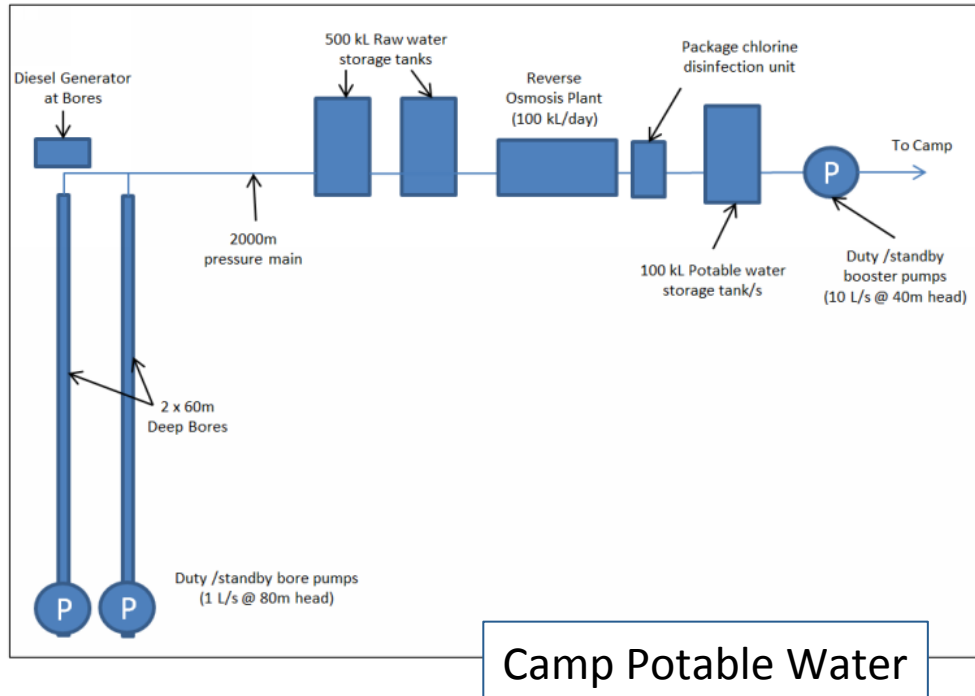 500 kL Raw water
storage tanks
Package chlorine
disinfection unit
Diesel Generator
at Bores
Reverse
Osmosis Plant
(100 kL/day)
To Camp
P
2000m
pressure main
100 kL Potable water
storage tank/s
Duty /standby
booster pumps
(10 L/s @ 40m head)
2 x 60m
Deep Bores
P
P
Duty /standby bore pumps
(1 L/s @ 80m head)
Camp Potable Water